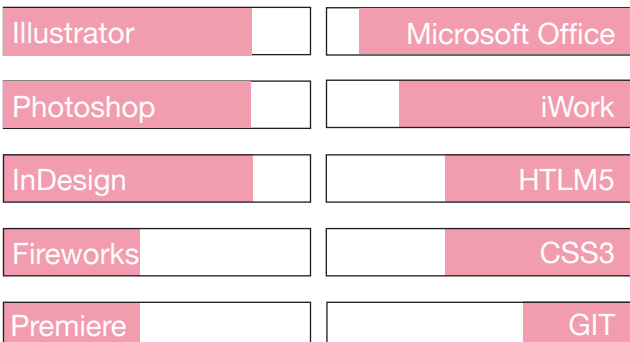 Illustrator
Microsoft Office
Photoshop
iWork
InDesign
HTLM5
Fireworks
CSS3
Premiere
GIT